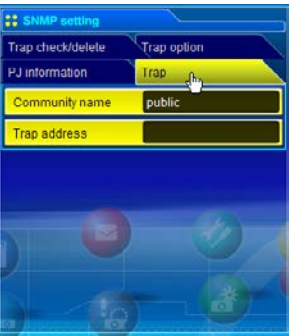 SNMP setting
Trap check/delete Trap option
PJ information Trap
Community name public
Trap address